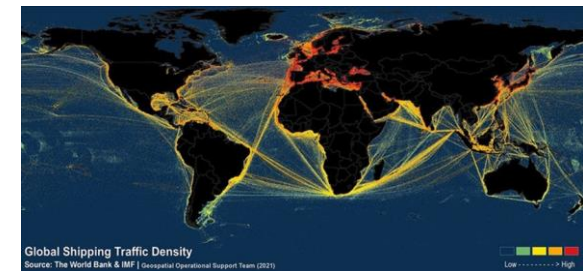 Global Shipping Traffic Density
Source: The World Bank & IMF | Geospatial Operational Support Team (2021)
Low ----------> High